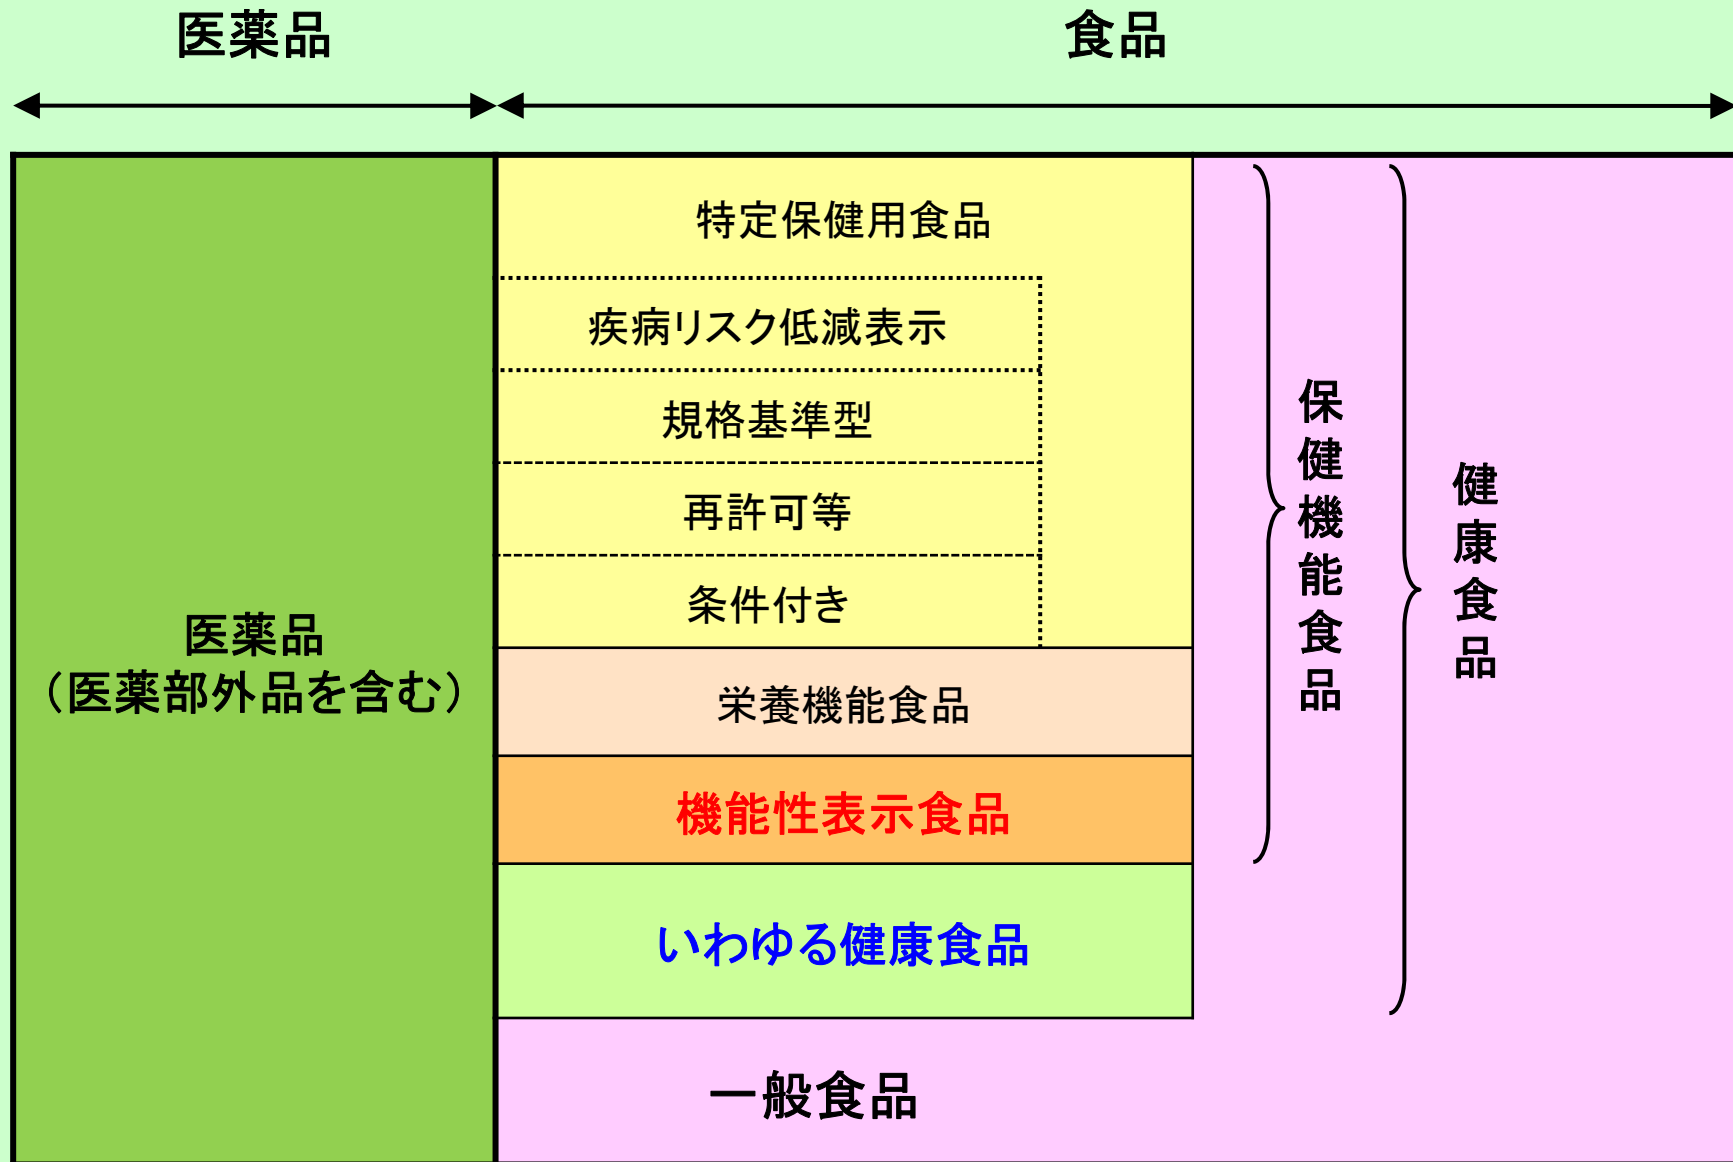 医薬品
食品
特定保健用食品
疾病リスク低減表示
規格基準型
再許可等
条件付き
医薬品
（医薬部外品を含む）
栄養機能食品
機能性表示食品
いわゆる健康食品
一般食品
保健機能食品
健康食品